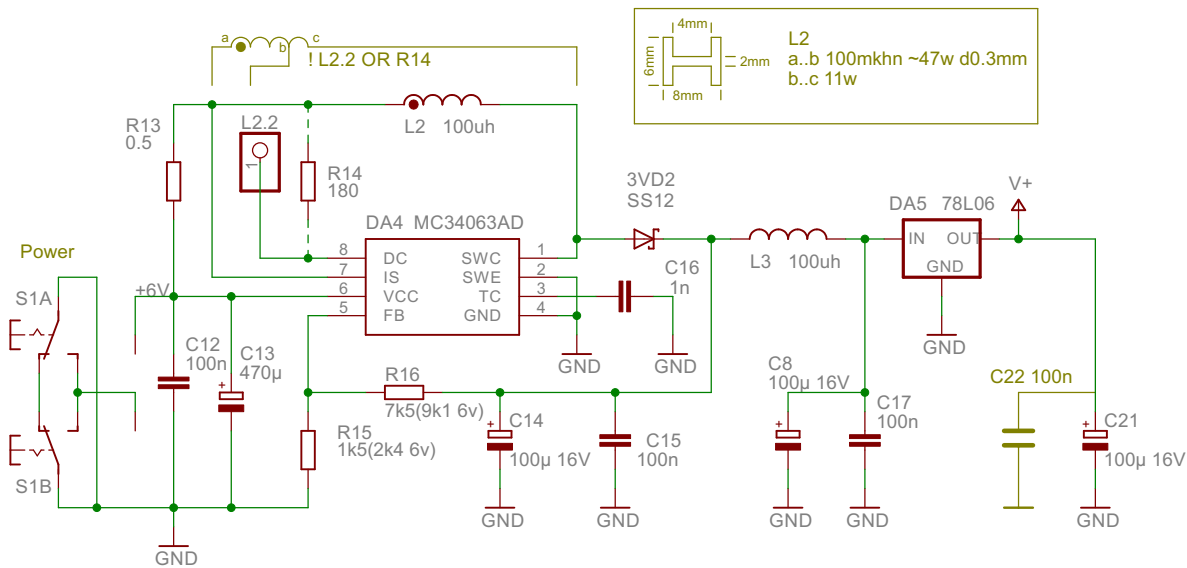 a
b
c
! L2.2 OR R14
4mm
6mm
2mm
8mm
L2
a..b 100mkhn ~47w d0.3mm
b..c 11w
R13
0.5
L2.2
1
R14
180
L2
100uh
3VD2
SS12
DA5
78L06
V+
IN
OUT
GND
GND
DA4
MC34063AD
8
DC
SWC
1
7
IS
SWE
2
6
VCC
TC
3
5
FB
GND
4
C16
1n
L3
100uh
GND
GND
Power
S1A
+6V
S1B
C12
100n
C13
470µ
+
R16
7k5(9k1 6v)
R15
1k5(2k4 6v)
C14
+
100µ 16V
C15
100n
C8
100µ 16V
+
C17
100n
C22 100n
C21
+
100µ 16V
GND
GND
GND
GND
GND
GND